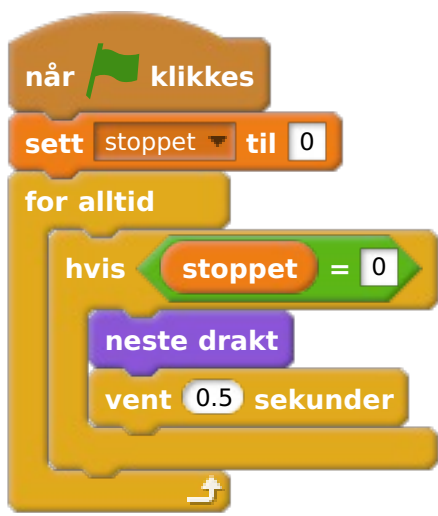 når klikkes
sett stoppet til 0
for alltid
hvis stoppet = 0
neste drakt
vent 0.5 sekunder